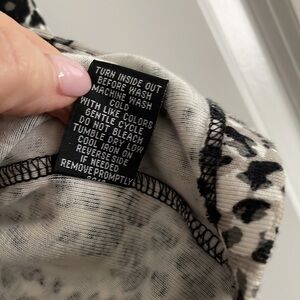 TURN INSIDE OUT
BEFORE WASH
MACHINE WASH
COLD
WITH LIKE COLORS
GENTLE CYCLE
DO NOT BLEACH
TUMBLE DRY LOW
COOL IRON ON
REVERSE SIDE
IF NEEDED
REMOVE PROMPTLY